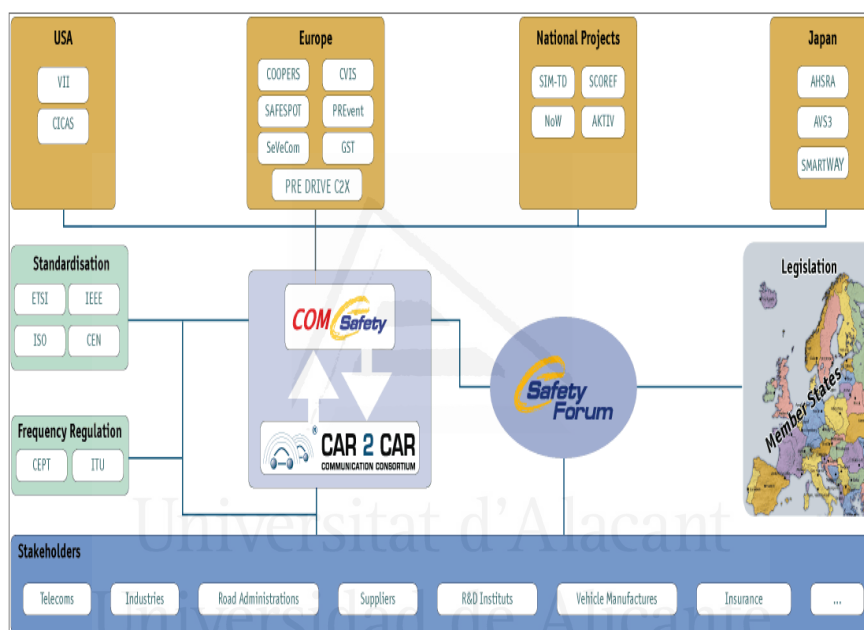 USA
VII
CICAS
Europe
COOPERS
CVIS
SAFESPOT
PREvent
SeVeCom
GST
PRE DRIVE C2X
National Projects
SIM-TD
SCOREF
NoW
AKTIV
Japan
AHSRA
AVS3
SMARTWAY
Standardisation
ETSI
IEEE
ISO
CEN
Frequency Regulation
CEPT
ITU
COM Safety
CAR 2 CAR
COMMUNICATION CONSORTIUM
Safety
Forum
Legislation
Member States
Universitat d'Alacant
Stakeholders
Telecoms
Industries
Road Administrations
Suppliers
R&D Instituts
Vehicle Manufactures
Insurance
...
Universidad de Alicante